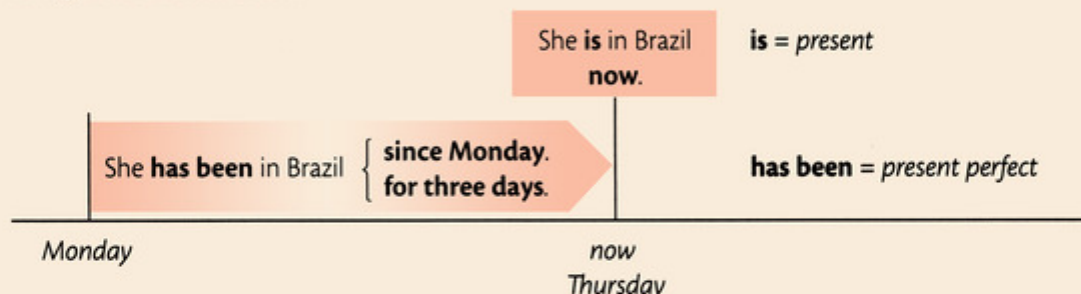 She is in Brazil
now.
is = present
She has been in Brazil { since Monday.
for three days.
has been = present perfect
Monday
now
Thursday